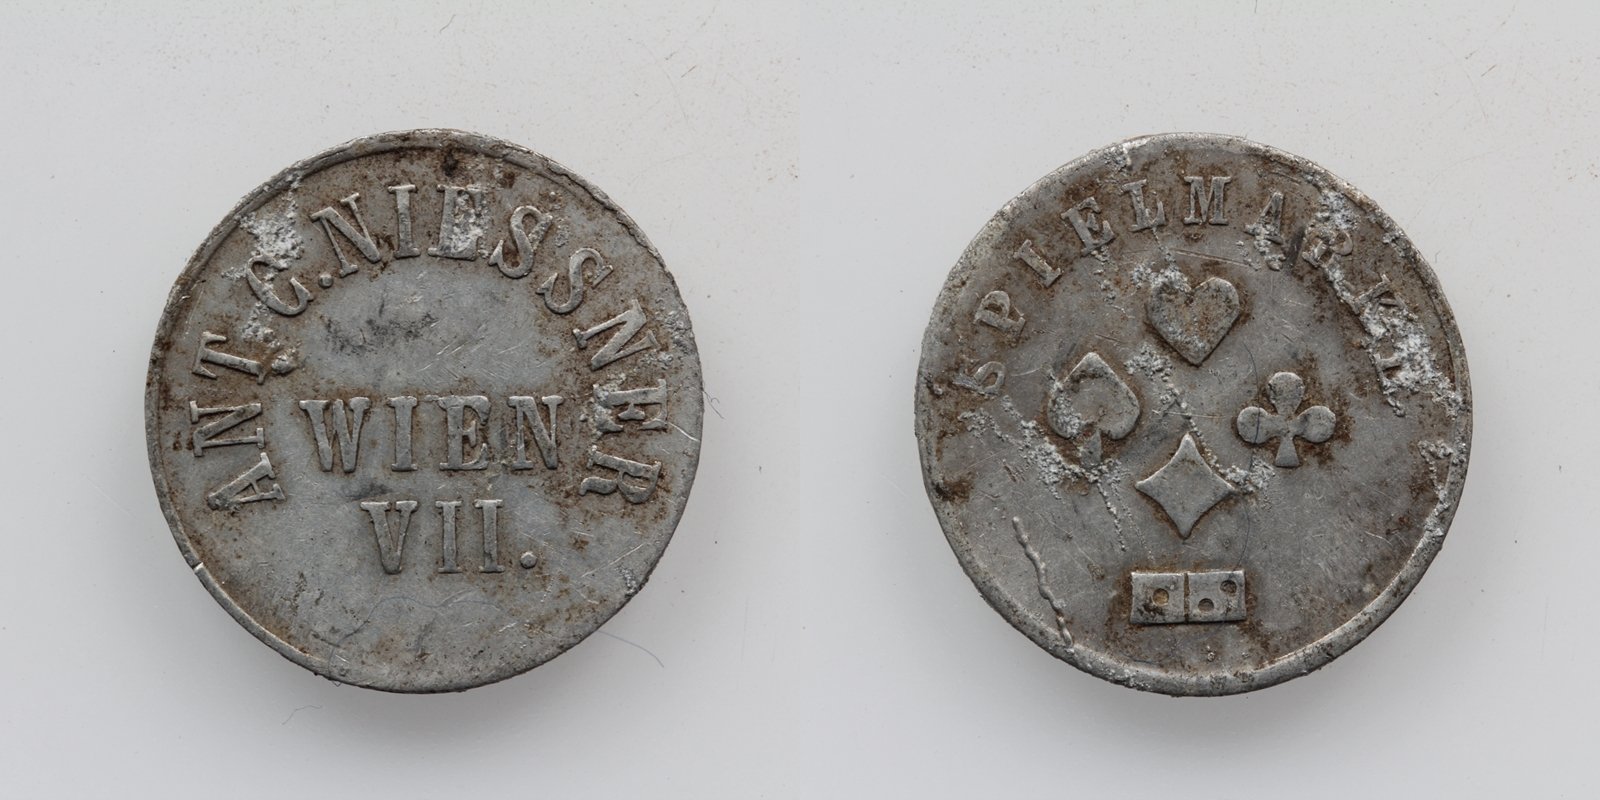 ANT. C. NIESSNER
WIEN
VII.
SPIELMARKE